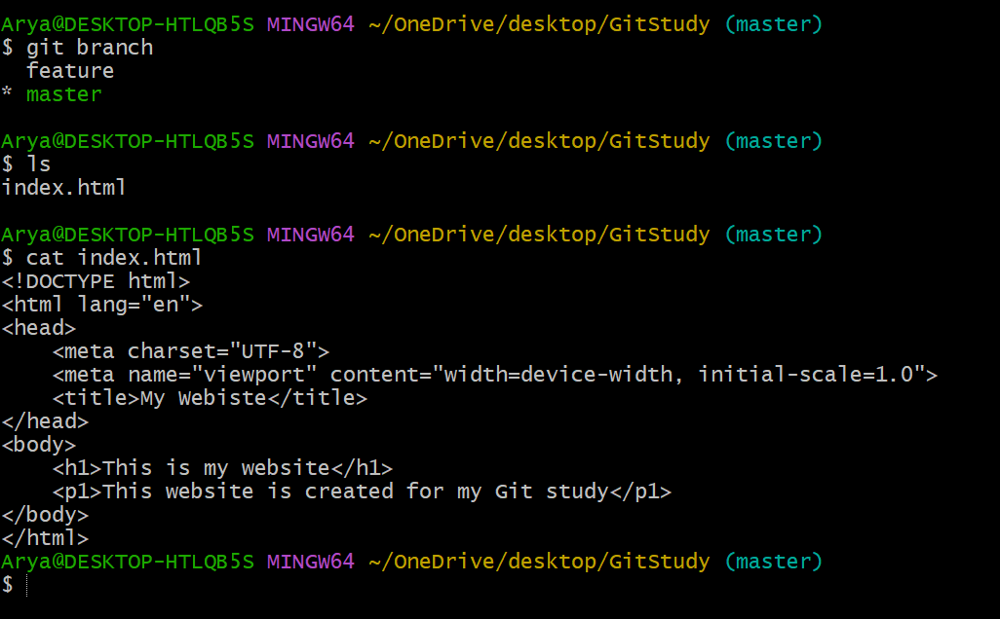 Arya@DESKTOP-HTLQB5S MINGW64 ~/OneDrive/desktop/GitStudy (master)
$ git branch
  feature
* master

Arya@DESKTOP-HTLQB5S MINGW64 ~/OneDrive/desktop/GitStudy (master)
$ ls
index.html

Arya@DESKTOP-HTLQB5S MINGW64 ~/OneDrive/desktop/GitStudy (master)
$ cat index.html
<!DOCTYPE html>
<html lang="en">
<head>
    <meta charset="UTF-8">
    <meta name="viewport" content="width=device-width, initial-scale=1.0">
    <title>My Webiste</title>
</head>
<body>
    <h1>This is my website</h1>
    <p1>This website is created for my Git study</p1>
</body>
</html>
Arya@DESKTOP-HTLQB5S MINGW64 ~/OneDrive/desktop/GitStudy (master)
$